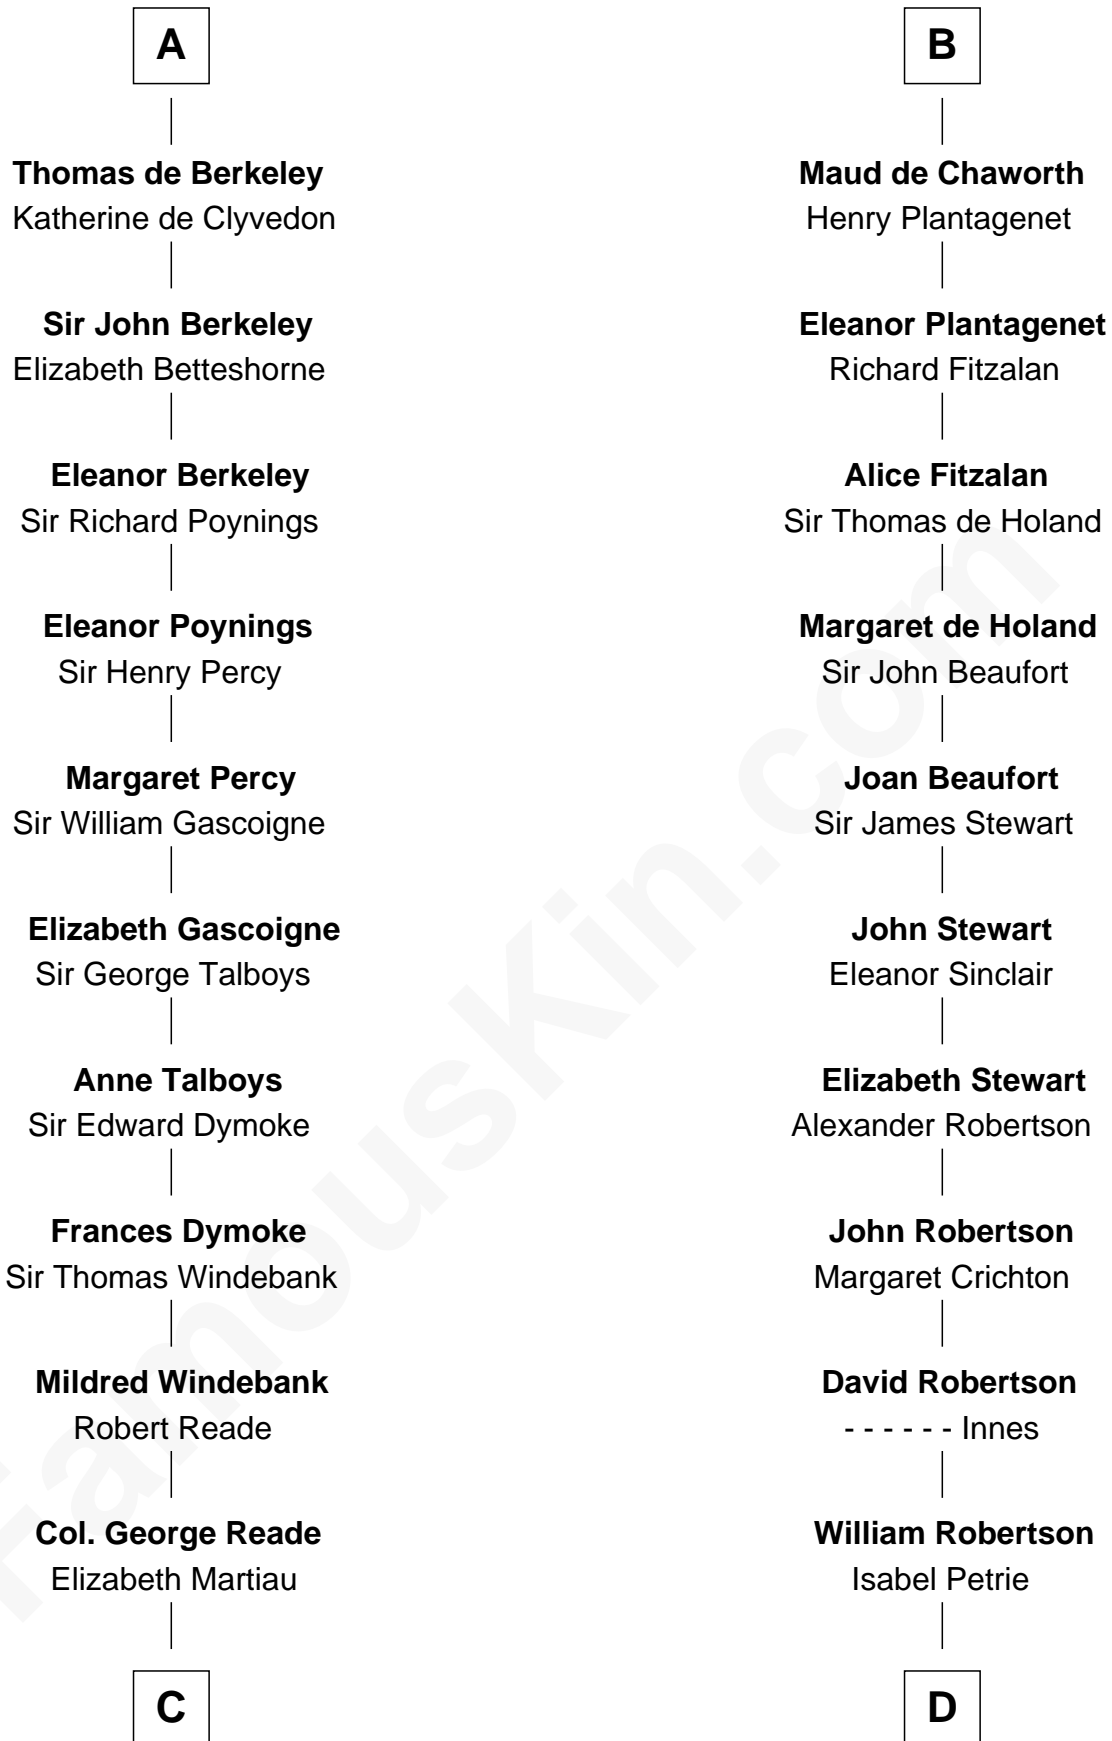 A
Thomas de Berkeley
Katherine de Clyvedon
Sir John Berkeley
Elizabeth Betteshorne
Eleanor Berkeley
Sir Richard Poynings
Eleanor Poynings
Sir Henry Percy
Margaret Percy
Sir William Gascoigne
Elizabeth Gascoigne
Sir George Talboys
Anne Talboys
Sir Edward Dymoke
Frances Dymoke
Sir Thomas Windebank
Mildred Windebank
Robert Reade
Col. George Reade
Elizabeth Martiau
C
B
Maud de Chaworth
Henry Plantagenet
Eleanor Plantagenet
Richard Fitzalan
Alice Fitzalan
Sir Thomas de Holand
Margaret de Holand
Sir John Beaufort
Joan Beaufort
Sir James Stewart
John Stewart
Eleanor Sinclair
Elizabeth Stewart
Alexander Robertson
John Robertson
Margaret Crichton
David Robertson
- - - - - - Innes
William Robertson
Isabel Petrie
D
FamousKin.com